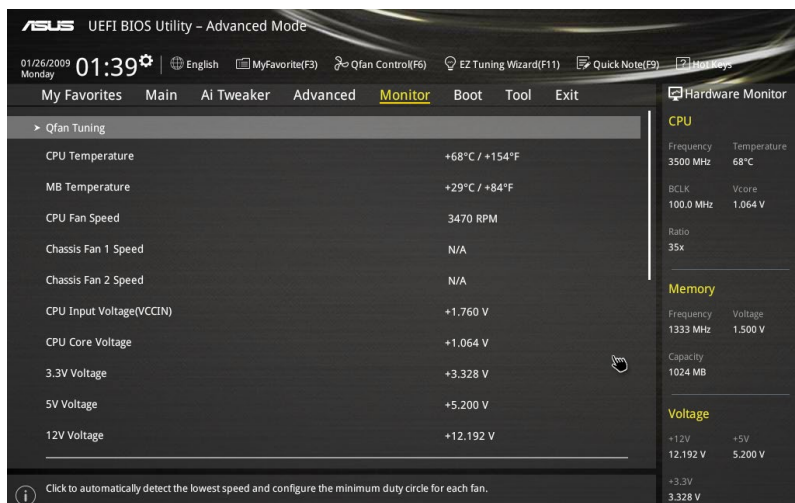 ASUS UEFI BIOS Utility – Advanced Mode
01/26/2009 Monday 01:39 English MyFavorite(F3) Qfan Control(F6) EZ Tuning Wizard(F11) Quick Note(F9) ? Hot Keys
My Favorites Main Ai Tweaker Advanced Monitor Boot Tool Exit
Qfan Tuning
CPU Temperature +68°C / +154°F
MB Temperature +29°C / +84°F
CPU Fan Speed 3470 RPM
Chassis Fan 1 Speed N/A
Chassis Fan 2 Speed N/A
CPU Input Voltage(VCCIN) +1.760 V
CPU Core Voltage +1.064 V
3.3V Voltage +3.328 V
5V Voltage +5.200 V
12V Voltage +12.192 V
Click to automatically detect the lowest speed and configure the minimum duty circle for each fan.
Hardware Monitor
CPU
Frequency Temperature
3500 MHz 68°C
BCLK Vcore
100.0 MHz 1.064 V
Ratio
35x
Memory
Frequency Voltage
1333 MHz 1.500 V
Capacity
1024 MB
Voltage
+12V +5V
12.192 V 5.200 V
+3.3V
3.328 V